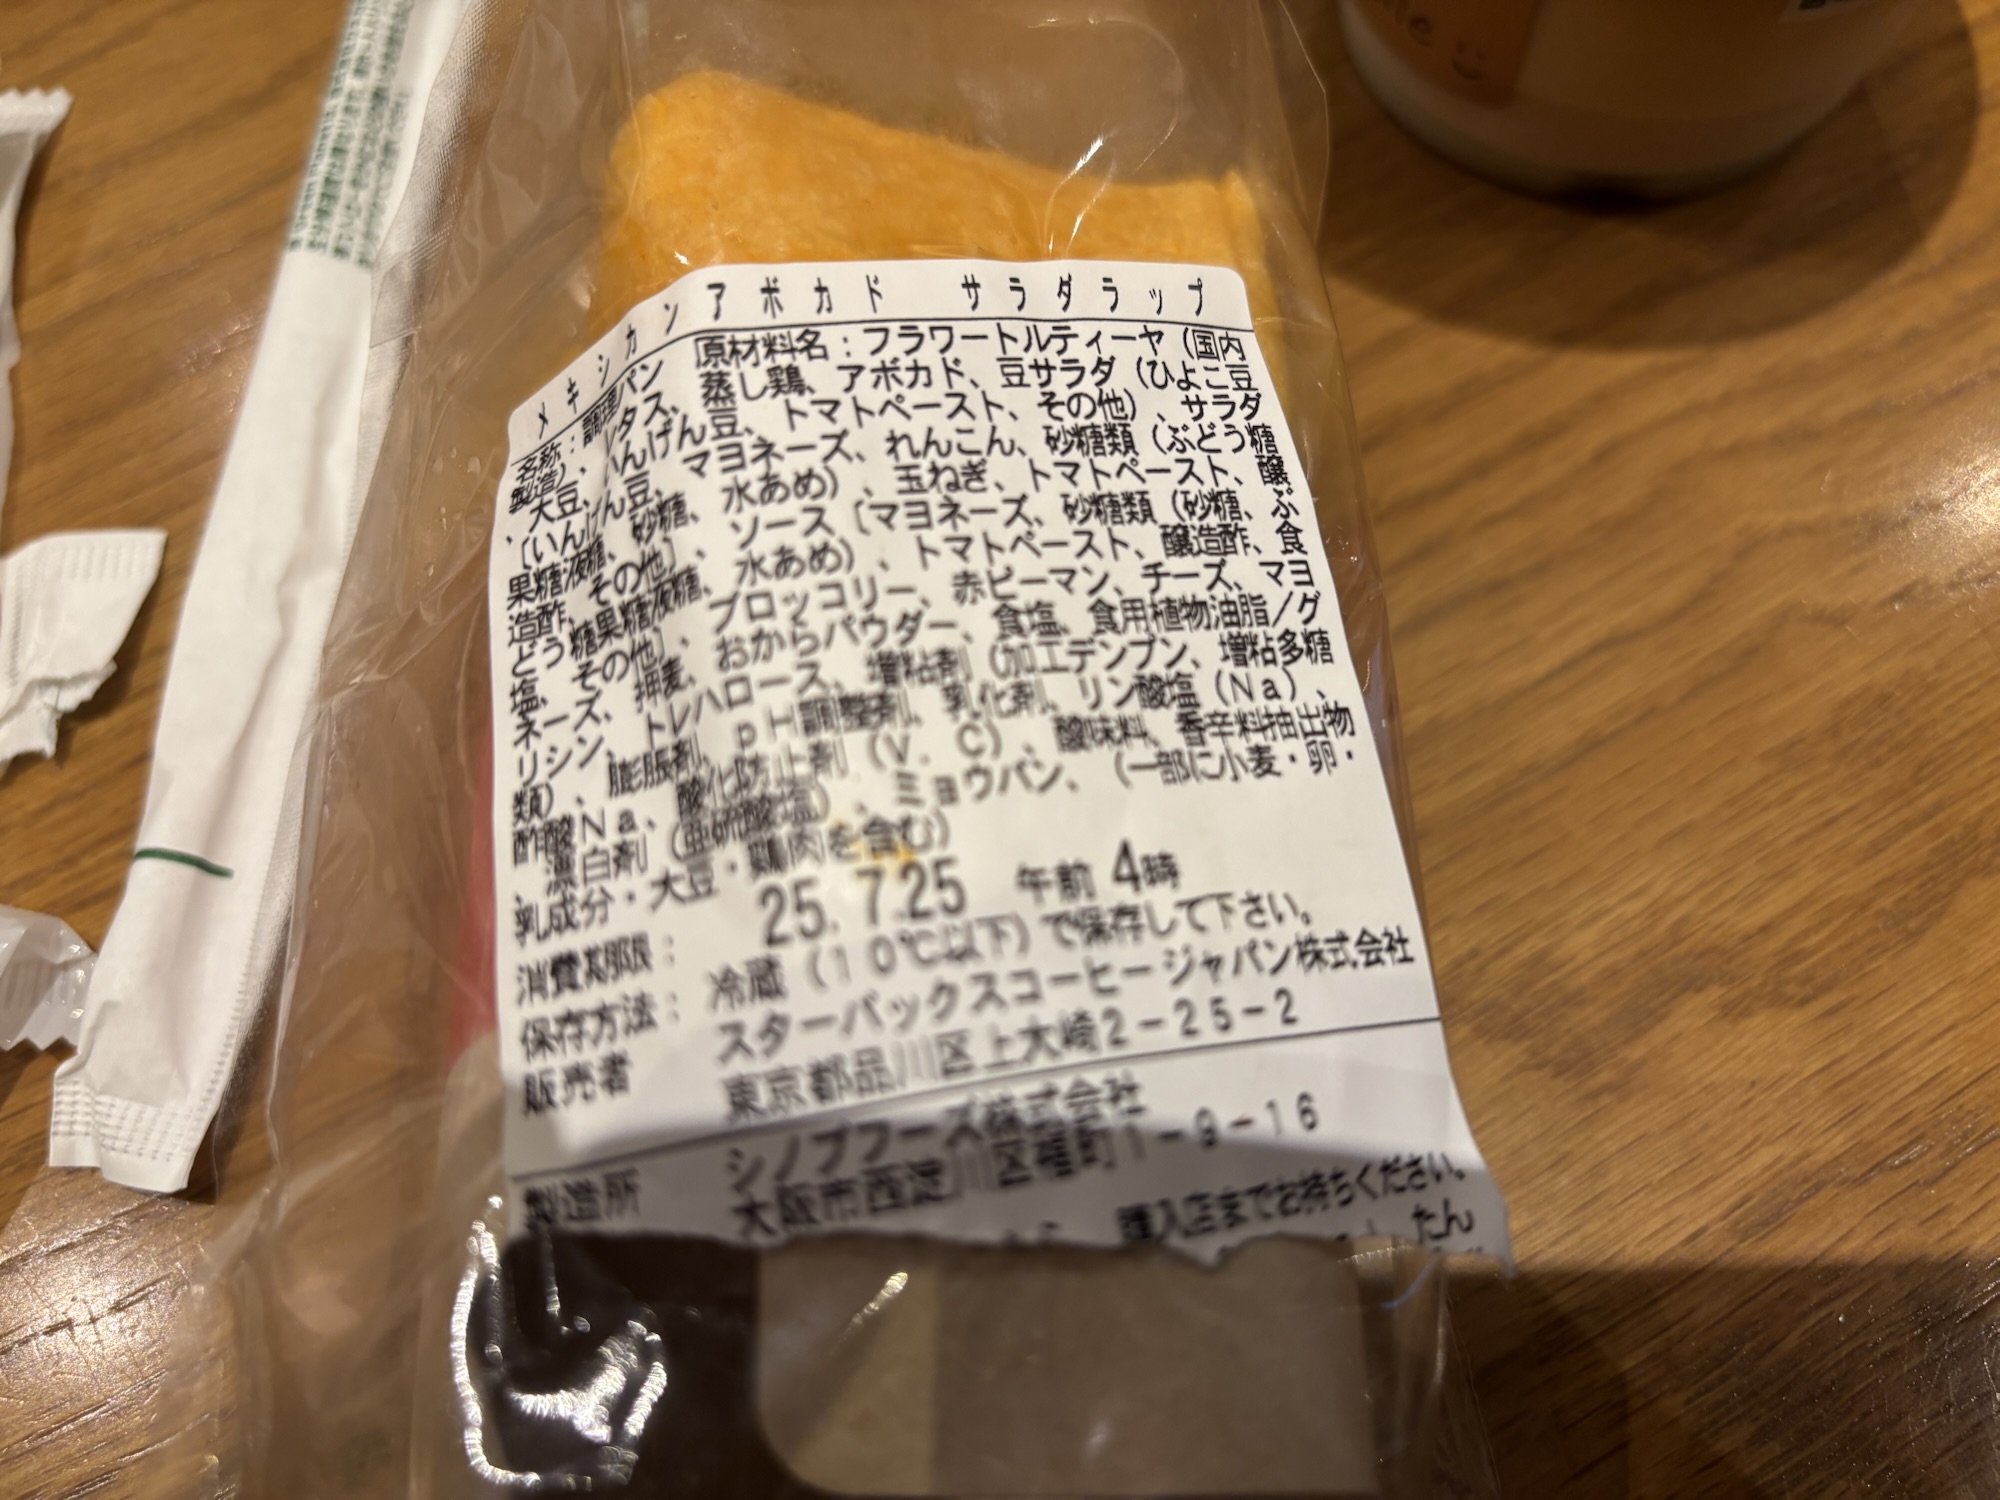 メキシカンアボカド サラダラップ
名称：調理パン 原材料名：フラワートルティーヤ（国内
製造）、レタス、蒸し鶏、アボカド、豆サラダ（ひよこ豆
、大豆、いんげん豆、トマトペースト、その他）、サラダ
〔いんげん豆、マヨネーズ、れんこん、砂糖類（ぶどう糖
果糖液糖、砂糖、水あめ）、玉ねぎ、トマトペースト、醸
造酢、その他〕、ソース〔マヨネーズ、砂糖類（砂糖、ぶ
どう糖果糖液糖、水あめ）、トマトペースト、醸造酢、食
塩、その他〕、ブロッコリー、赤ピーマン、チーズ、マヨ
ネーズ、押麦、おからパウダー、食塩、食用植物油脂／グ
リシン、トレハロース、増粘剤（加工デンプン、増粘多糖
類）、膨脹剤、ｐＨ調整剤、乳化剤、リン酸塩（Ｎａ）、
酢酸Ｎａ、酸化防止剤（Ｖ．Ｃ）、酸味料、香辛料抽出物
、漂白剤（亜硫酸塩）、ミョウバン、（一部に小麦・卵・
乳成分・大豆・鶏肉を含む）
消費期限： 25. 7.25 午前 4時
保存方法： 冷蔵（１０℃以下）で保存して下さい。
販売者 スターバックスコーヒージャパン株式会社
東京都品川区上大崎２－２５－２
製造所 シノブフーズ株式会社
大阪市西淀川区 １－９－１６
購入店までお持ちください。
たん